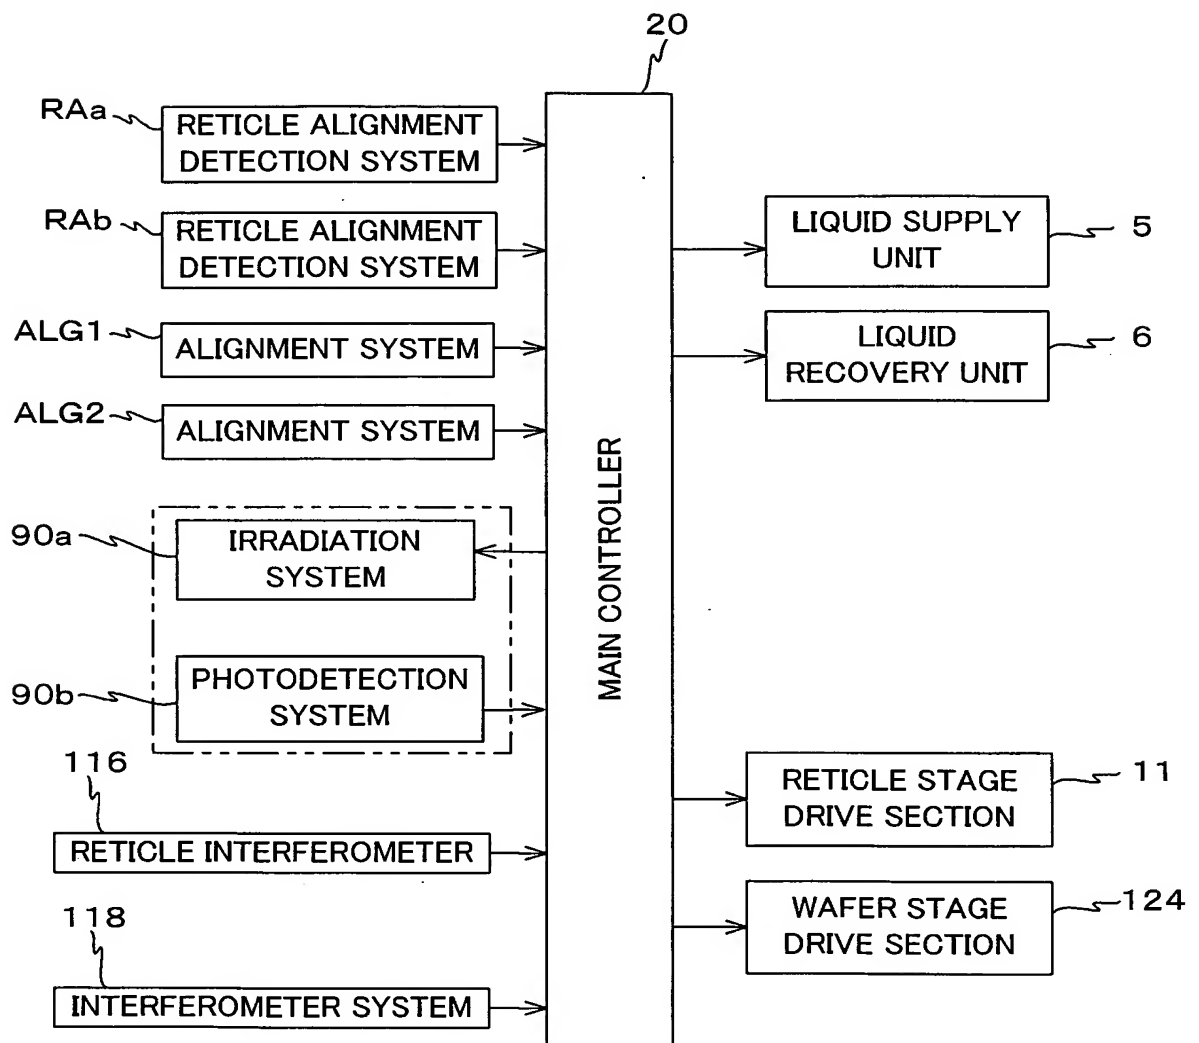 20
RAa
RETICLE ALIGNMENT
DETECTION SYSTEM
RAb
RETICLE ALIGNMENT
DETECTION SYSTEM
ALG1
ALIGNMENT SYSTEM
ALG2
ALIGNMENT SYSTEM
90a
IRRADIATION
SYSTEM
90b
PHOTODETECTION
SYSTEM
116
RETICLE INTERFEROMETER
118
INTERFEROMETER SYSTEM
MAIN CONTROLLER
LIQUID SUPPLY
UNIT
5
LIQUID
RECOVERY UNIT
6
RETICLE STAGE
DRIVE SECTION
11
WAFER STAGE
DRIVE SECTION
124